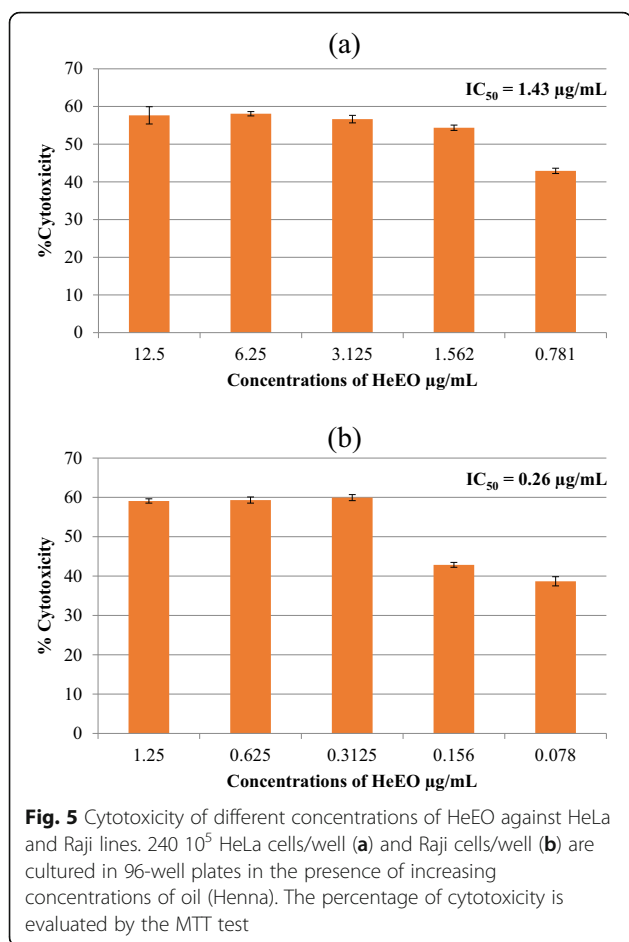 (a)
IC₅₀ = 1.43 µg/mL
%Cytotoxicity
70
60
50
40
30
20
10
0
12.5 6.25 3.125 1.562 0.781
Concentrations of HeEO µg/mL
(b)
IC₅₀ = 0.26 µg/mL
% Cytotoxicity
70
60
50
40
30
20
10
0
1.25 0.625 0.3125 0.156 0.078
Concentrations of HeEO µg/mL
Fig. 5 Cytotoxicity of different concentrations of HeEO against HeLa
and Raji lines. 240 10⁵ HeLa cells/well (a) and Raji cells/well (b) are
cultured in 96-well plates in the presence of increasing
concentrations of oil (Henna). The percentage of cytotoxicity is
evaluated by the MTT test